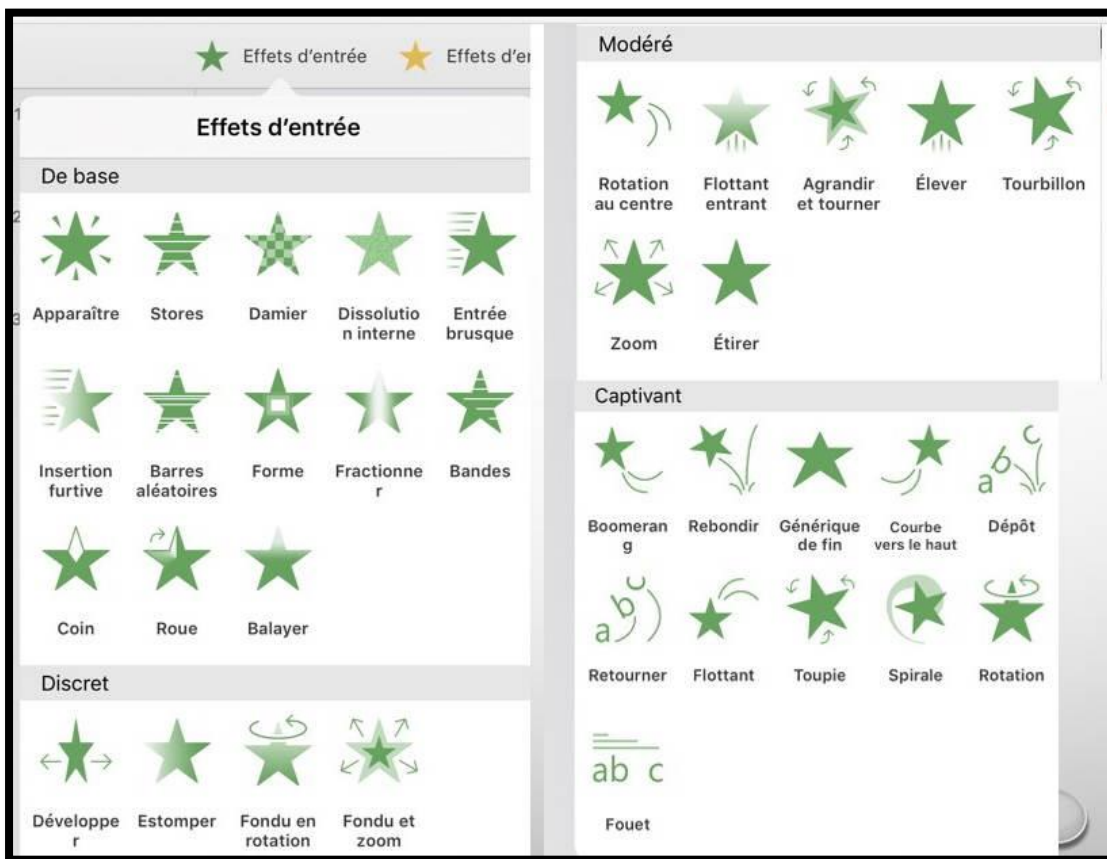 Effets d'entrée
Effets d'er
Effets d'entrée
De base
Apparaître
Stores
Damier
Dissolutio
n interne
Entrée
brusque
Insertion
furtive
Barres
aléatoires
Forme
Fractionne
r
Bandes
Coin
Roue
Balayer
Discret
Développe
r
Estomper
Fondu en
rotation
Fondu et
zoom
Modéré
Rotation
au centre
Flottant
entrant
Agrandir
et tourner
Élever
Tourbillon
Zoom
Étirer
Captivant
Boomeran
g
Rebondir
Générique
de fin
Courbe
vers le haut
a b c
Dépôt
a b c
Retourner
Flottant
Toupie
Spirale
Rotation
ab c
Fouet